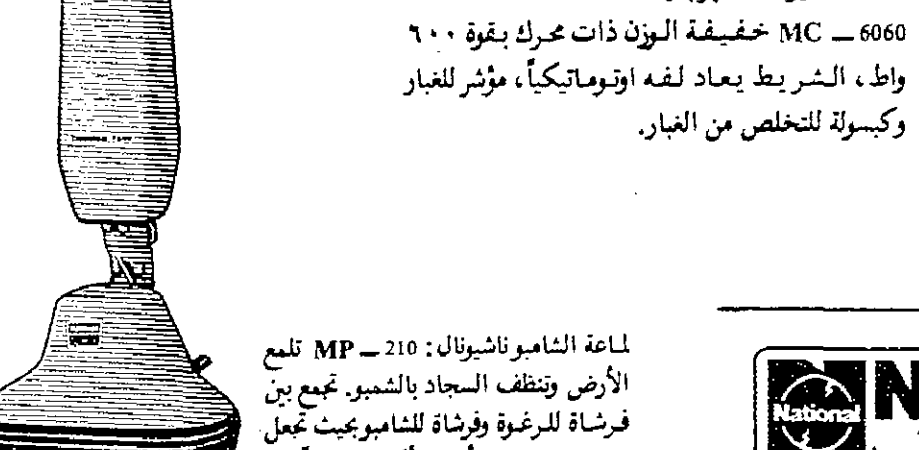 MC — 6060 خفيفة الوزن ذات محرك بقوة ٦٠٠
واط، الشريط يعاد لفه اوتوماتيكياً، مؤشر للغبار
وكبسولة للتخلص من الغبار.
لماعة الشامبو ناشيونال: MP — 210 تلمع
الأرض وتنظف السجاد بالشمبو. تجمع بين
فرشاة للرغوة وفرشاة للشامبو بحيث تجعل
National
N